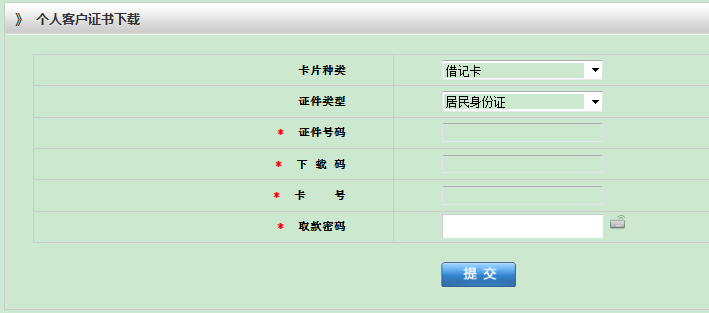 》 个人客户证书下载
卡片种类 借记卡
证件类型 居民身份证
* 证件号码
* 下 载 码
* 卡 号
* 取款密码
提 交